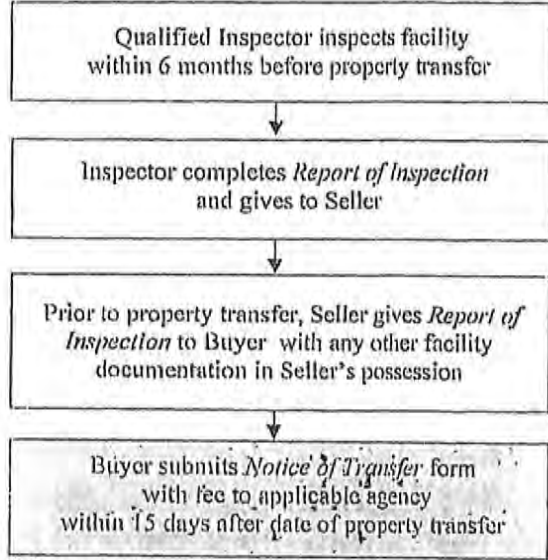 Qualified Inspector inspects facility
within 6 months before property transfer
Inspector completes Report of Inspection
and gives to Seller
Prior to property transfer, Seller gives Report of
Inspection to Buyer with any other facility
documentation in Seller's possession
Buyer submits Notice of Transfer form
with fee to applicable agency
within 15 days after date of property transfer